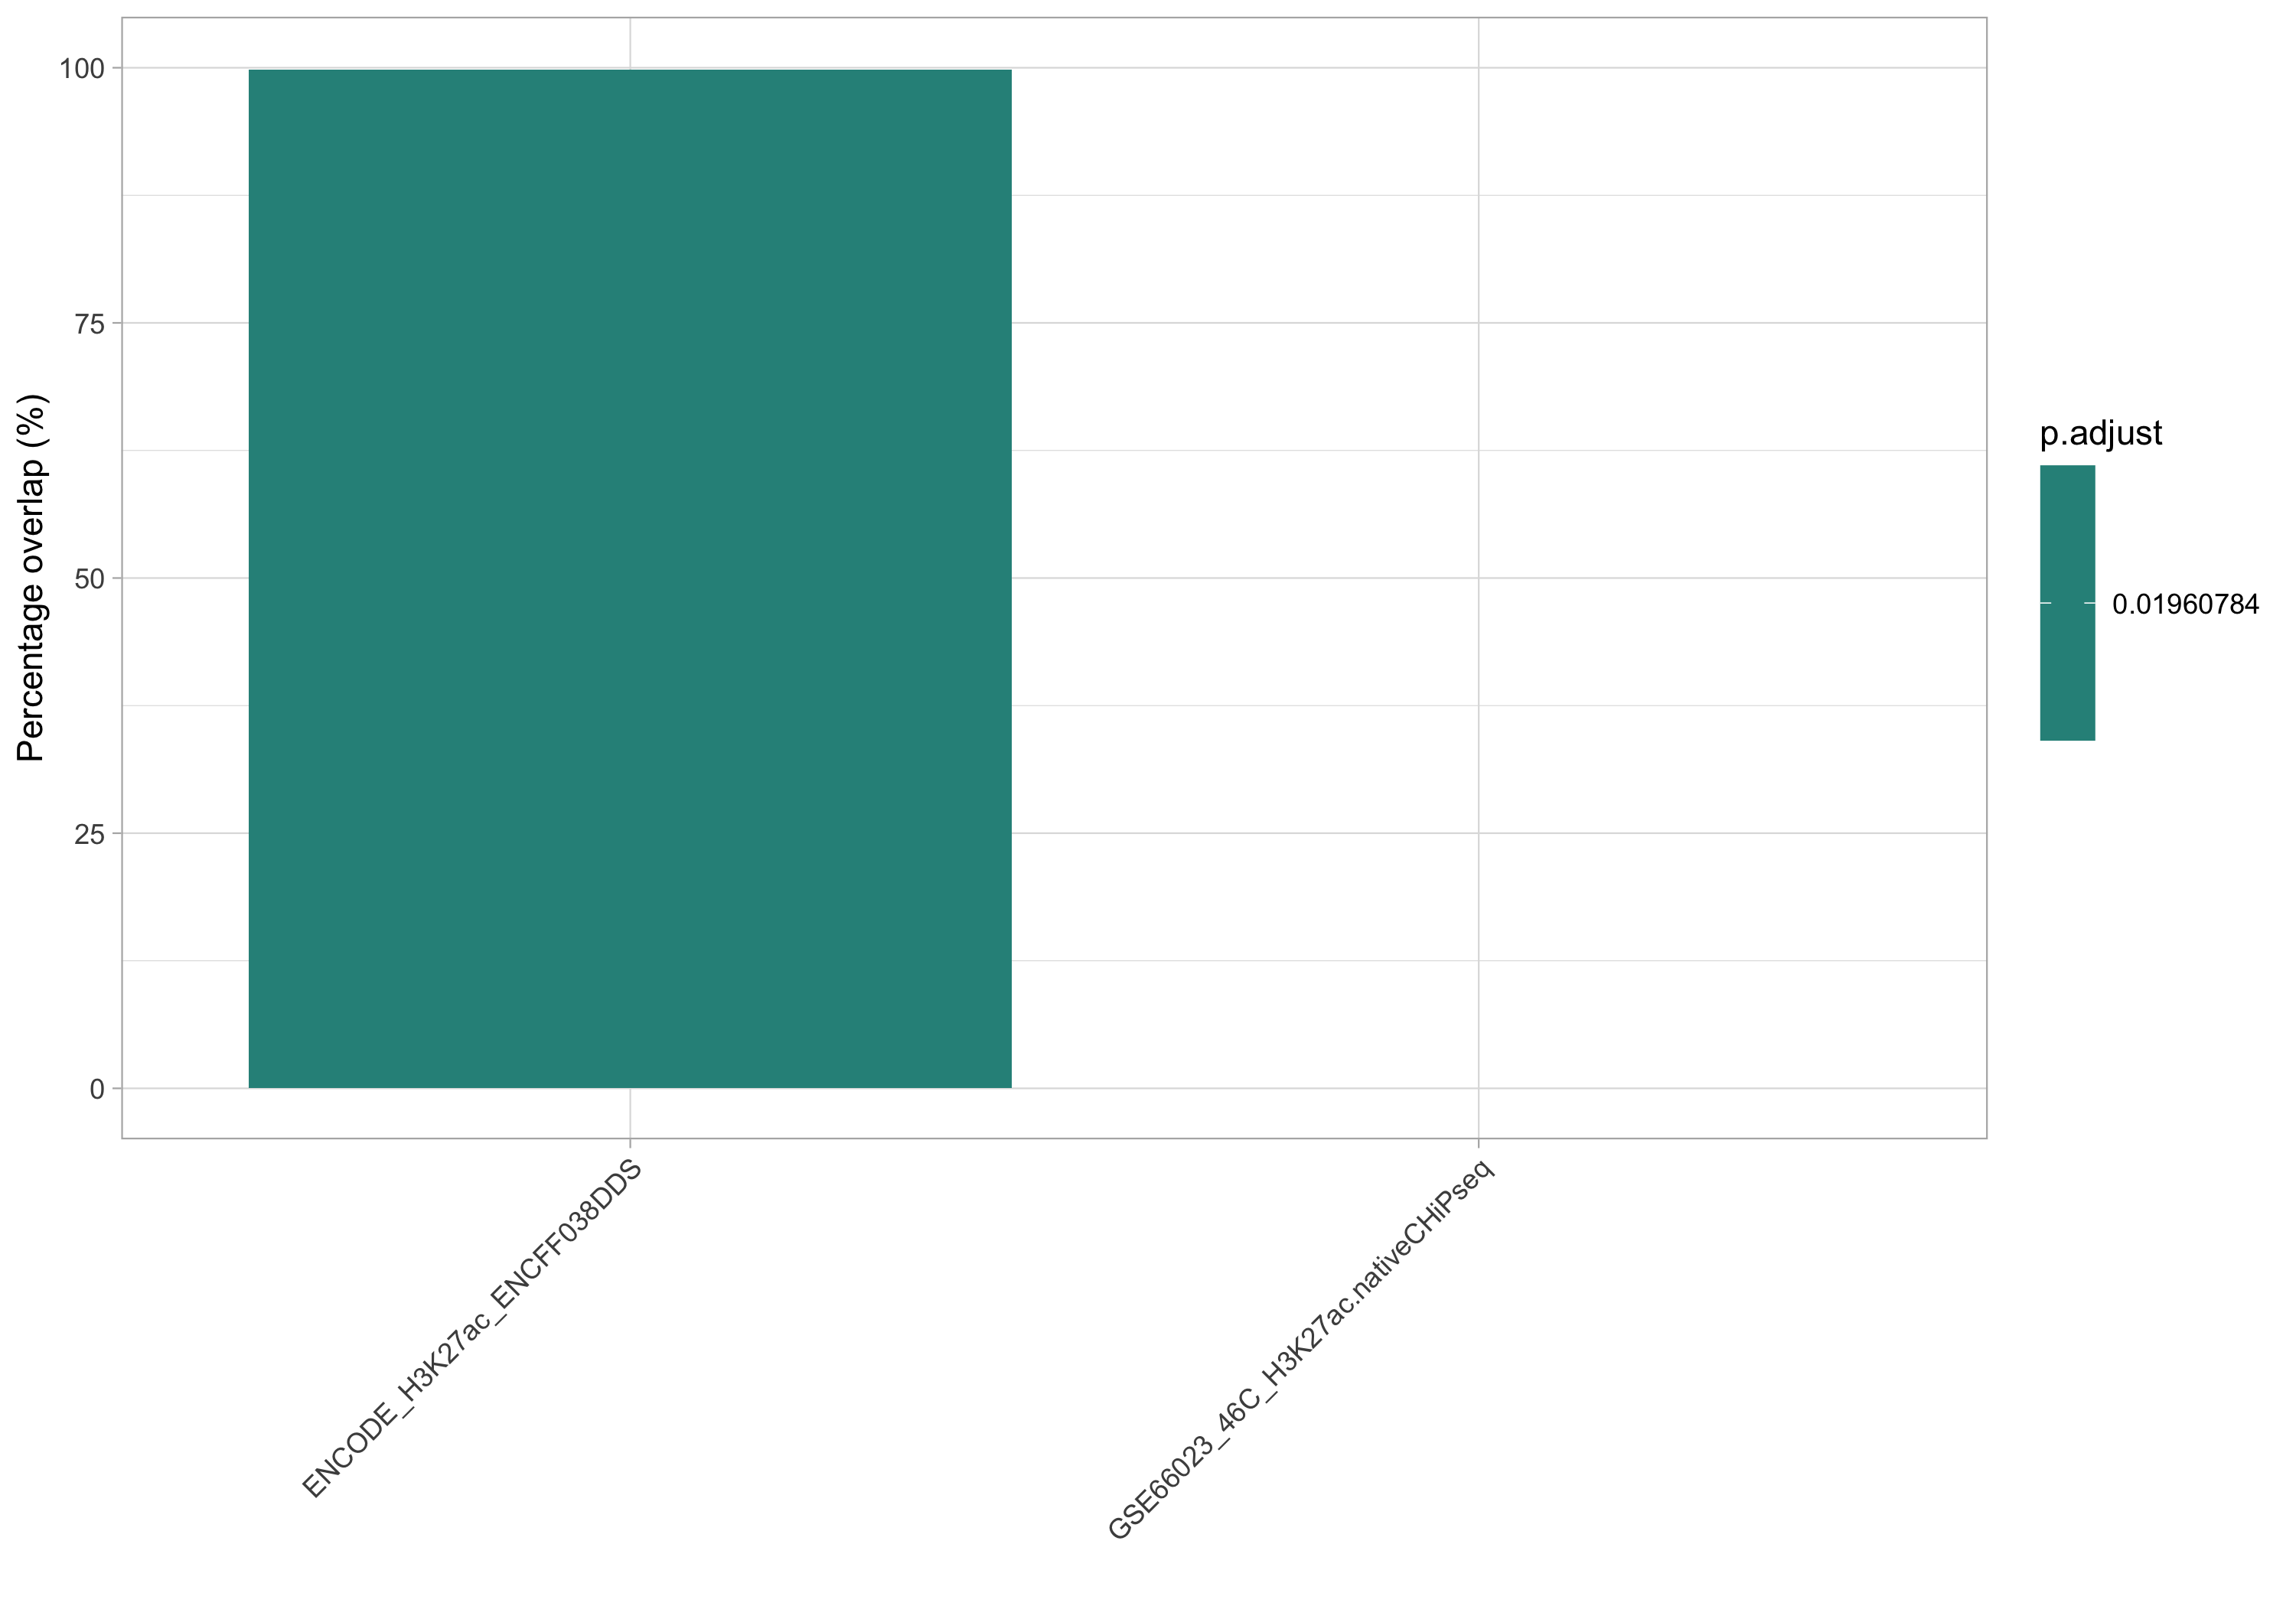 Percentage overlap (%)
100
75
50
25
0
ENCODE_H3K27ac_ENCFF038DDS
GSE66023_46C_H3K27ac.nativeCHiPseq
p.adjust
0.01960784